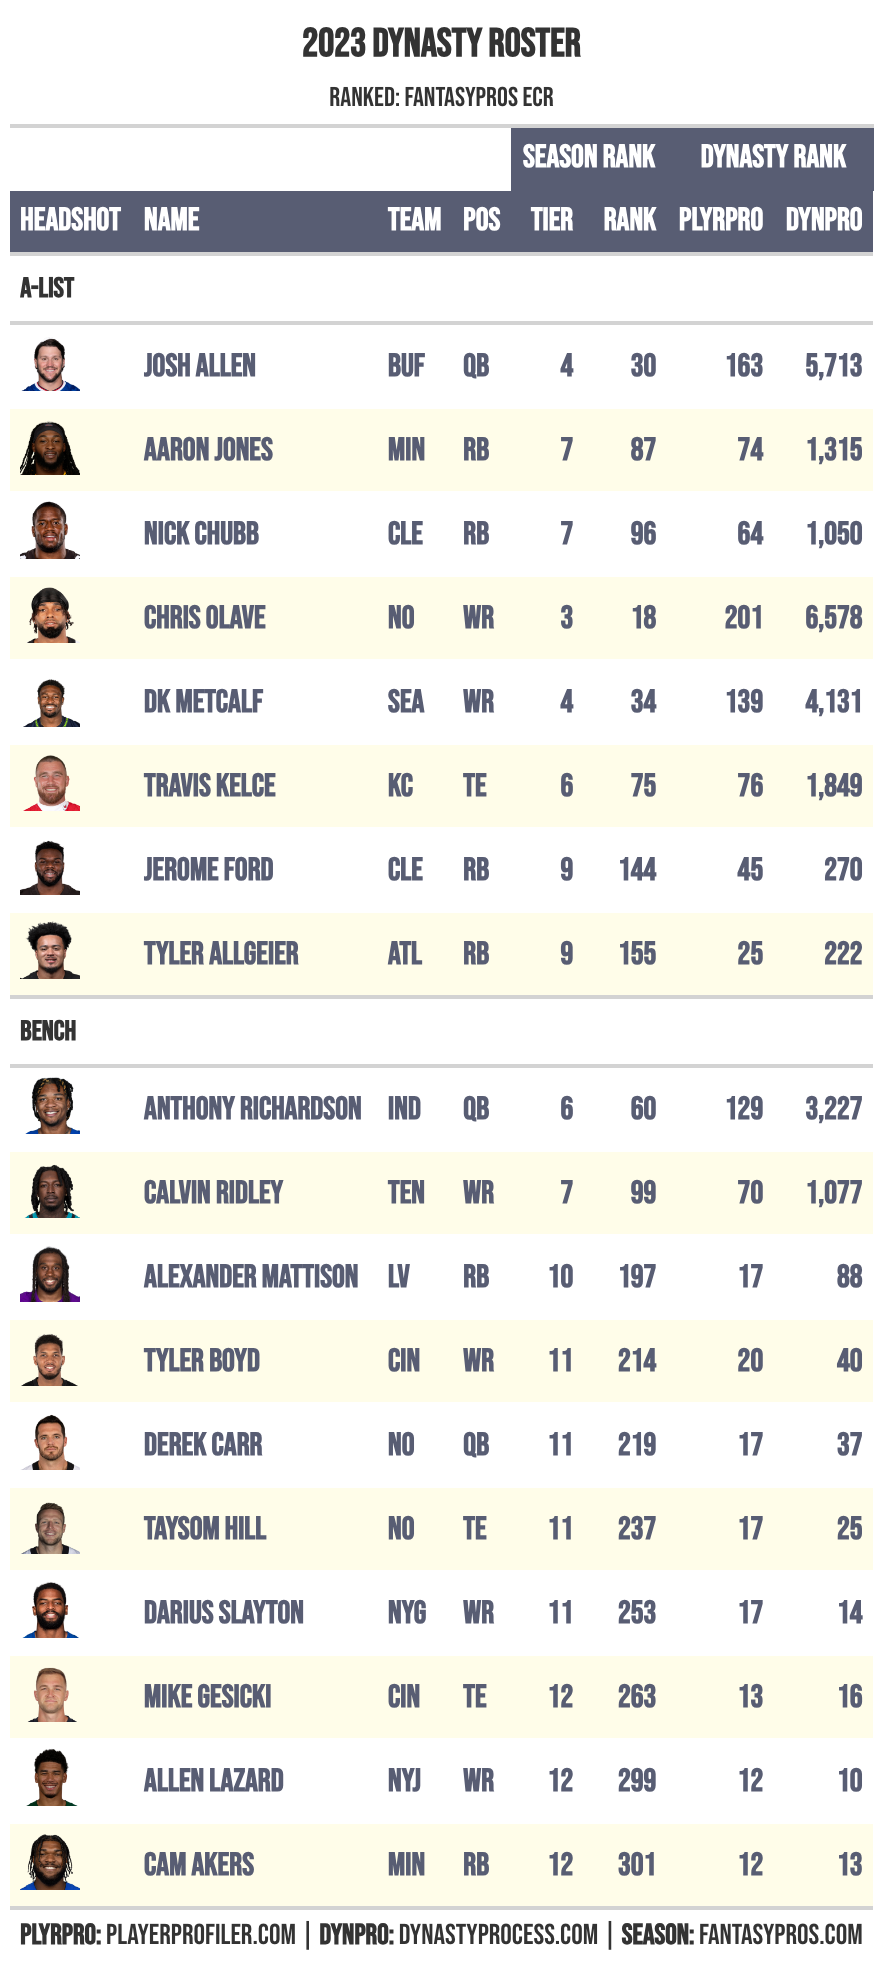 2023 DYNASTY ROSTER
RANKED: FANTASYPROS ECR
SEASON RANK DYNASTY RANK
HEADSHOT NAME TEAM POS TIER RANK PLYRPRO DYNPRO
A-LIST
JOSH ALLEN BUF QB 4 30 163 5,713
AARON JONES MIN RB 7 87 74 1,315
NICK CHUBB CLE RB 7 96 64 1,050
CHRIS OLAVE NO WR 3 18 201 6,578
DK METCALF SEA WR 4 34 139 4,131
TRAVIS KELCE KC TE 6 75 76 1,849
JEROME FORD CLE RB 9 144 45 270
TYLER ALLGEIER ATL RB 9 155 25 222
BENCH
ANTHONY RICHARDSON IND QB 6 60 129 3,227
CALVIN RIDLEY TEN WR 7 99 70 1,077
ALEXANDER MATTISON LV RB 10 197 17 88
TYLER BOYD CIN WR 11 214 20 40
DEREK CARR NO QB 11 219 17 37
TAYSOM HILL NO TE 11 237 17 25
DARIUS SLAYTON NYG WR 11 253 17 14
MIKE GESICKI CIN TE 12 263 13 16
ALLEN LAZARD NYJ WR 12 299 12 10
CAM AKERS MIN RB 12 301 12 13
PLYRPRO: PLAYERPROFILER.COM | DYNPRO: DYNASTYPROCESS.COM | SEASON: FANTASYPROS.COM